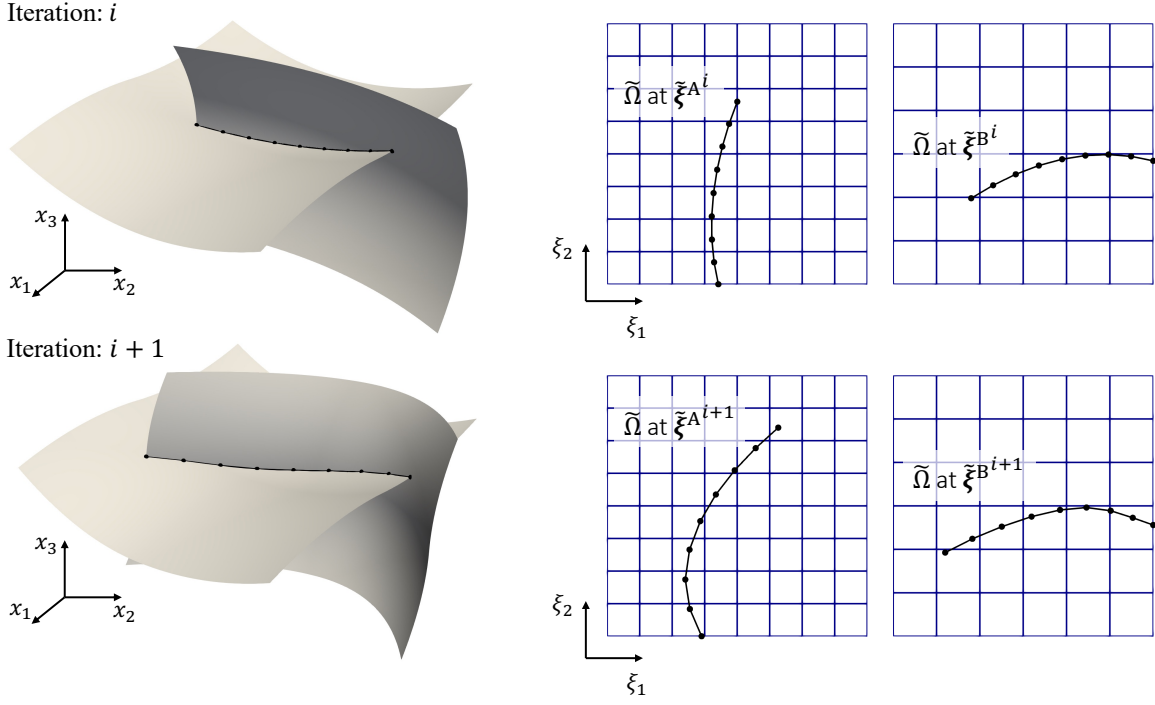 Iteration: i
Ω̃ at ξ̃^{A^i}
Ω̃ at ξ̃^{B^i}
x₃
x₁
x₂
ξ₂
ξ₁
Iteration: i + 1
Ω̃ at ξ̃^{A^{i+1}}
Ω̃ at ξ̃^{B^{i+1}}
x₃
x₁
x₂
ξ₂
ξ₁